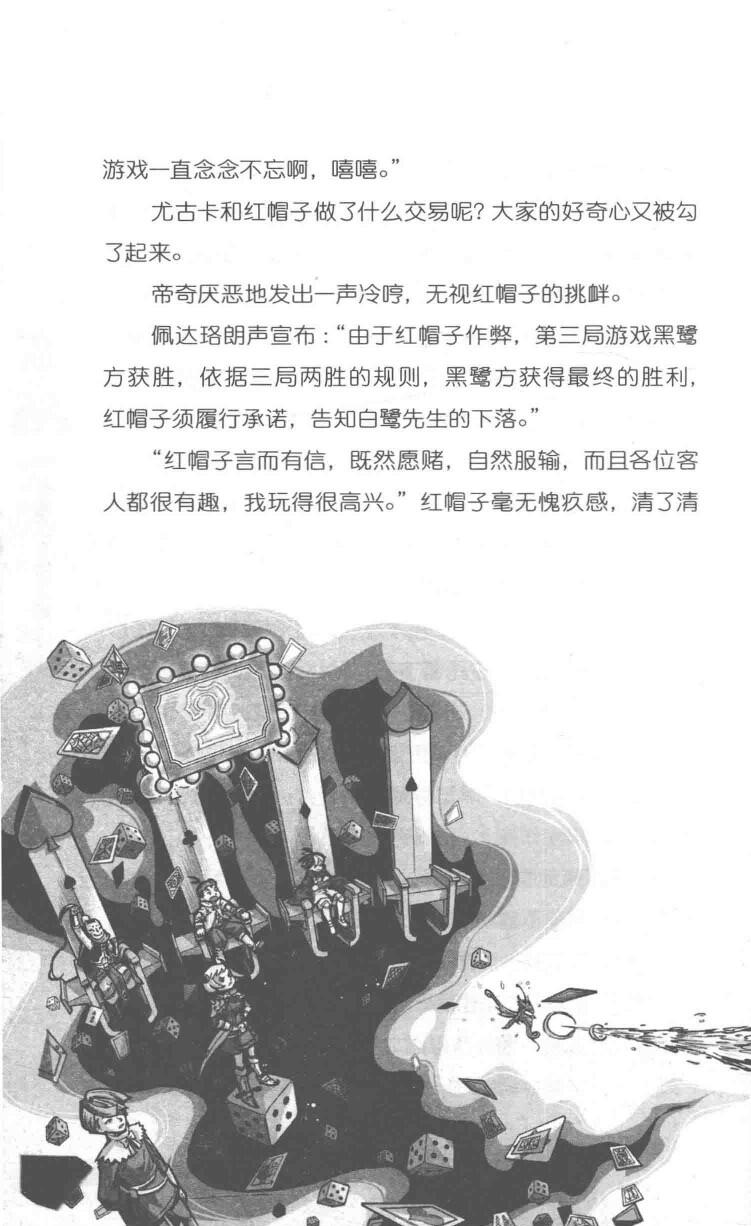 游戏一直念念不忘啊，嘻嘻。”
尤古卡和红帽子做了什么交易呢？大家的好奇心又被勾
了起来。
帝奇厌恶地发出一声冷哼，无视红帽子的挑衅。
佩达珞朗声宣布：“由于红帽子作弊，第三局游戏黑鹭
方获胜，依据三局两胜的规则，黑鹭方获得最终的胜利，
红帽子须履行承诺，告知白鹭先生的下落。”
“红帽子言而有信，既然愿赌，自然服输，而且各位客
人都很有趣，我玩得很高兴。”红帽子毫无愧疚感，清了清
2